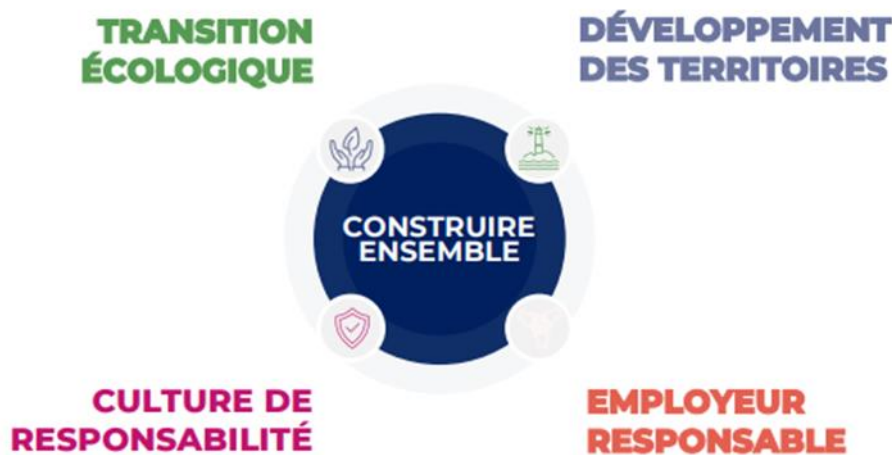 TRANSITION
ÉCOLOGIQUE
DÉVELOPPEMENT
DES TERRITOIRES
CONSTRUIRE
ENSEMBLE
CULTURE DE
RESPONSABILITÉ
EMPLOYEUR
RESPONSABLE